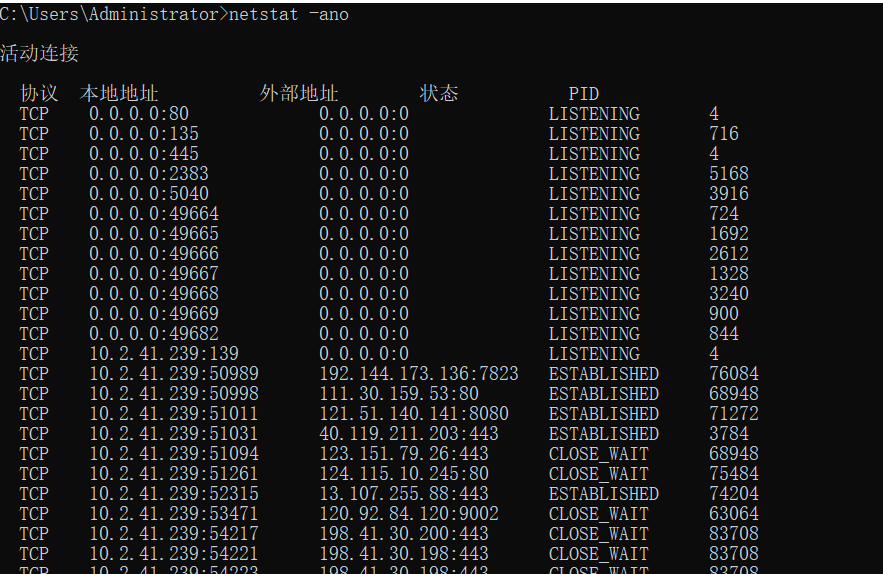 C:\Users\Administrator>netstat -ano
活动连接
协议 本地地址 外部地址 状态 PID
TCP 0.0.0.0:80 0.0.0.0:0 LISTENING 4
TCP 0.0.0.0:135 0.0.0.0:0 LISTENING 716
TCP 0.0.0.0:445 0.0.0.0:0 LISTENING 4
TCP 0.0.0.0:2383 0.0.0.0:0 LISTENING 5168
TCP 0.0.0.0:5040 0.0.0.0:0 LISTENING 3916
TCP 0.0.0.0:49664 0.0.0.0:0 LISTENING 724
TCP 0.0.0.0:49665 0.0.0.0:0 LISTENING 1692
TCP 0.0.0.0:49666 0.0.0.0:0 LISTENING 2612
TCP 0.0.0.0:49667 0.0.0.0:0 LISTENING 1328
TCP 0.0.0.0:49668 0.0.0.0:0 LISTENING 3240
TCP 0.0.0.0:49669 0.0.0.0:0 LISTENING 900
TCP 0.0.0.0:49682 0.0.0.0:0 LISTENING 844
TCP 10.2.41.239:139 0.0.0.0:0 LISTENING 4
TCP 10.2.41.239:50989 192.144.173.136:7823 ESTABLISHED 76084
TCP 10.2.41.239:50998 111.30.159.53:80 ESTABLISHED 68948
TCP 10.2.41.239:51011 121.51.140.141:8080 ESTABLISHED 71272
TCP 10.2.41.239:51031 40.119.211.203:443 ESTABLISHED 3784
TCP 10.2.41.239:51094 123.151.79.26:443 CLOSE_WAIT 68948
TCP 10.2.41.239:51261 124.115.10.245:80 CLOSE_WAIT 75484
TCP 10.2.41.239:52315 13.107.255.88:443 ESTABLISHED 74204
TCP 10.2.41.239:53471 120.92.84.120:9002 CLOSE_WAIT 63064
TCP 10.2.41.239:54217 198.41.30.200:443 CLOSE_WAIT 83708
TCP 10.2.41.239:54221 198.41.30.198:443 CLOSE_WAIT 83708
TCP 10.2.41.239:54223 198.41.30.198:443 CLOSE_WAIT 83708